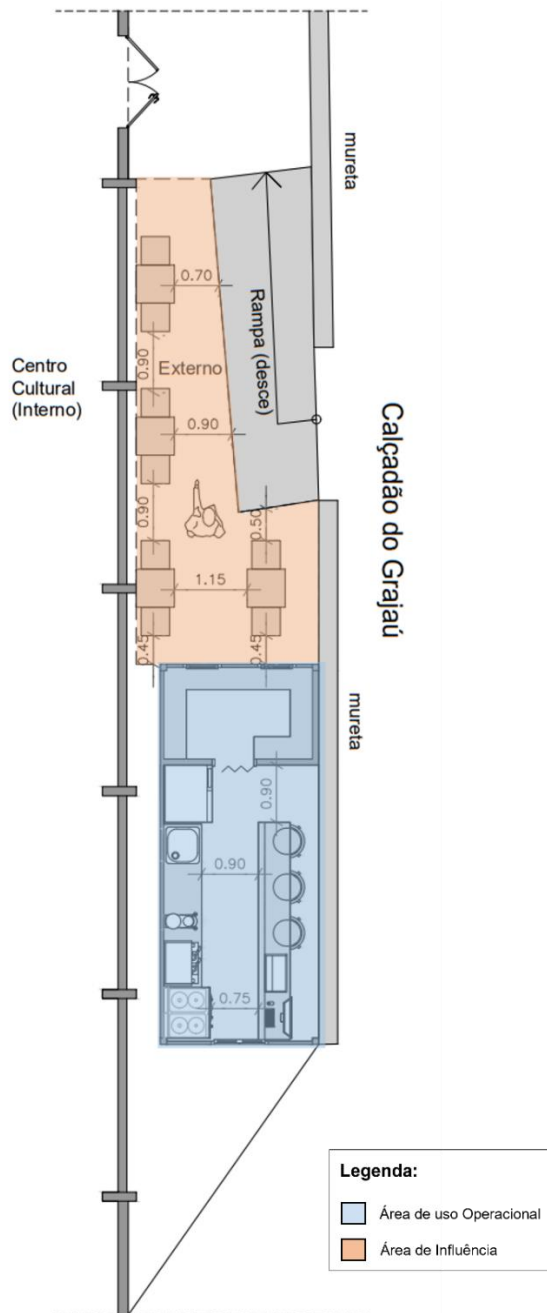 mureta
0.70
Rampa (desce)
Centro
Cultural
(Interno)
0.90
Externo
0.90
Calçadão do Grajaú
0.90
0.50
1.15
0.45
0.45
mureta
0.90
0.90
0.75
Legenda:
Área de uso Operacional
Área de Influência